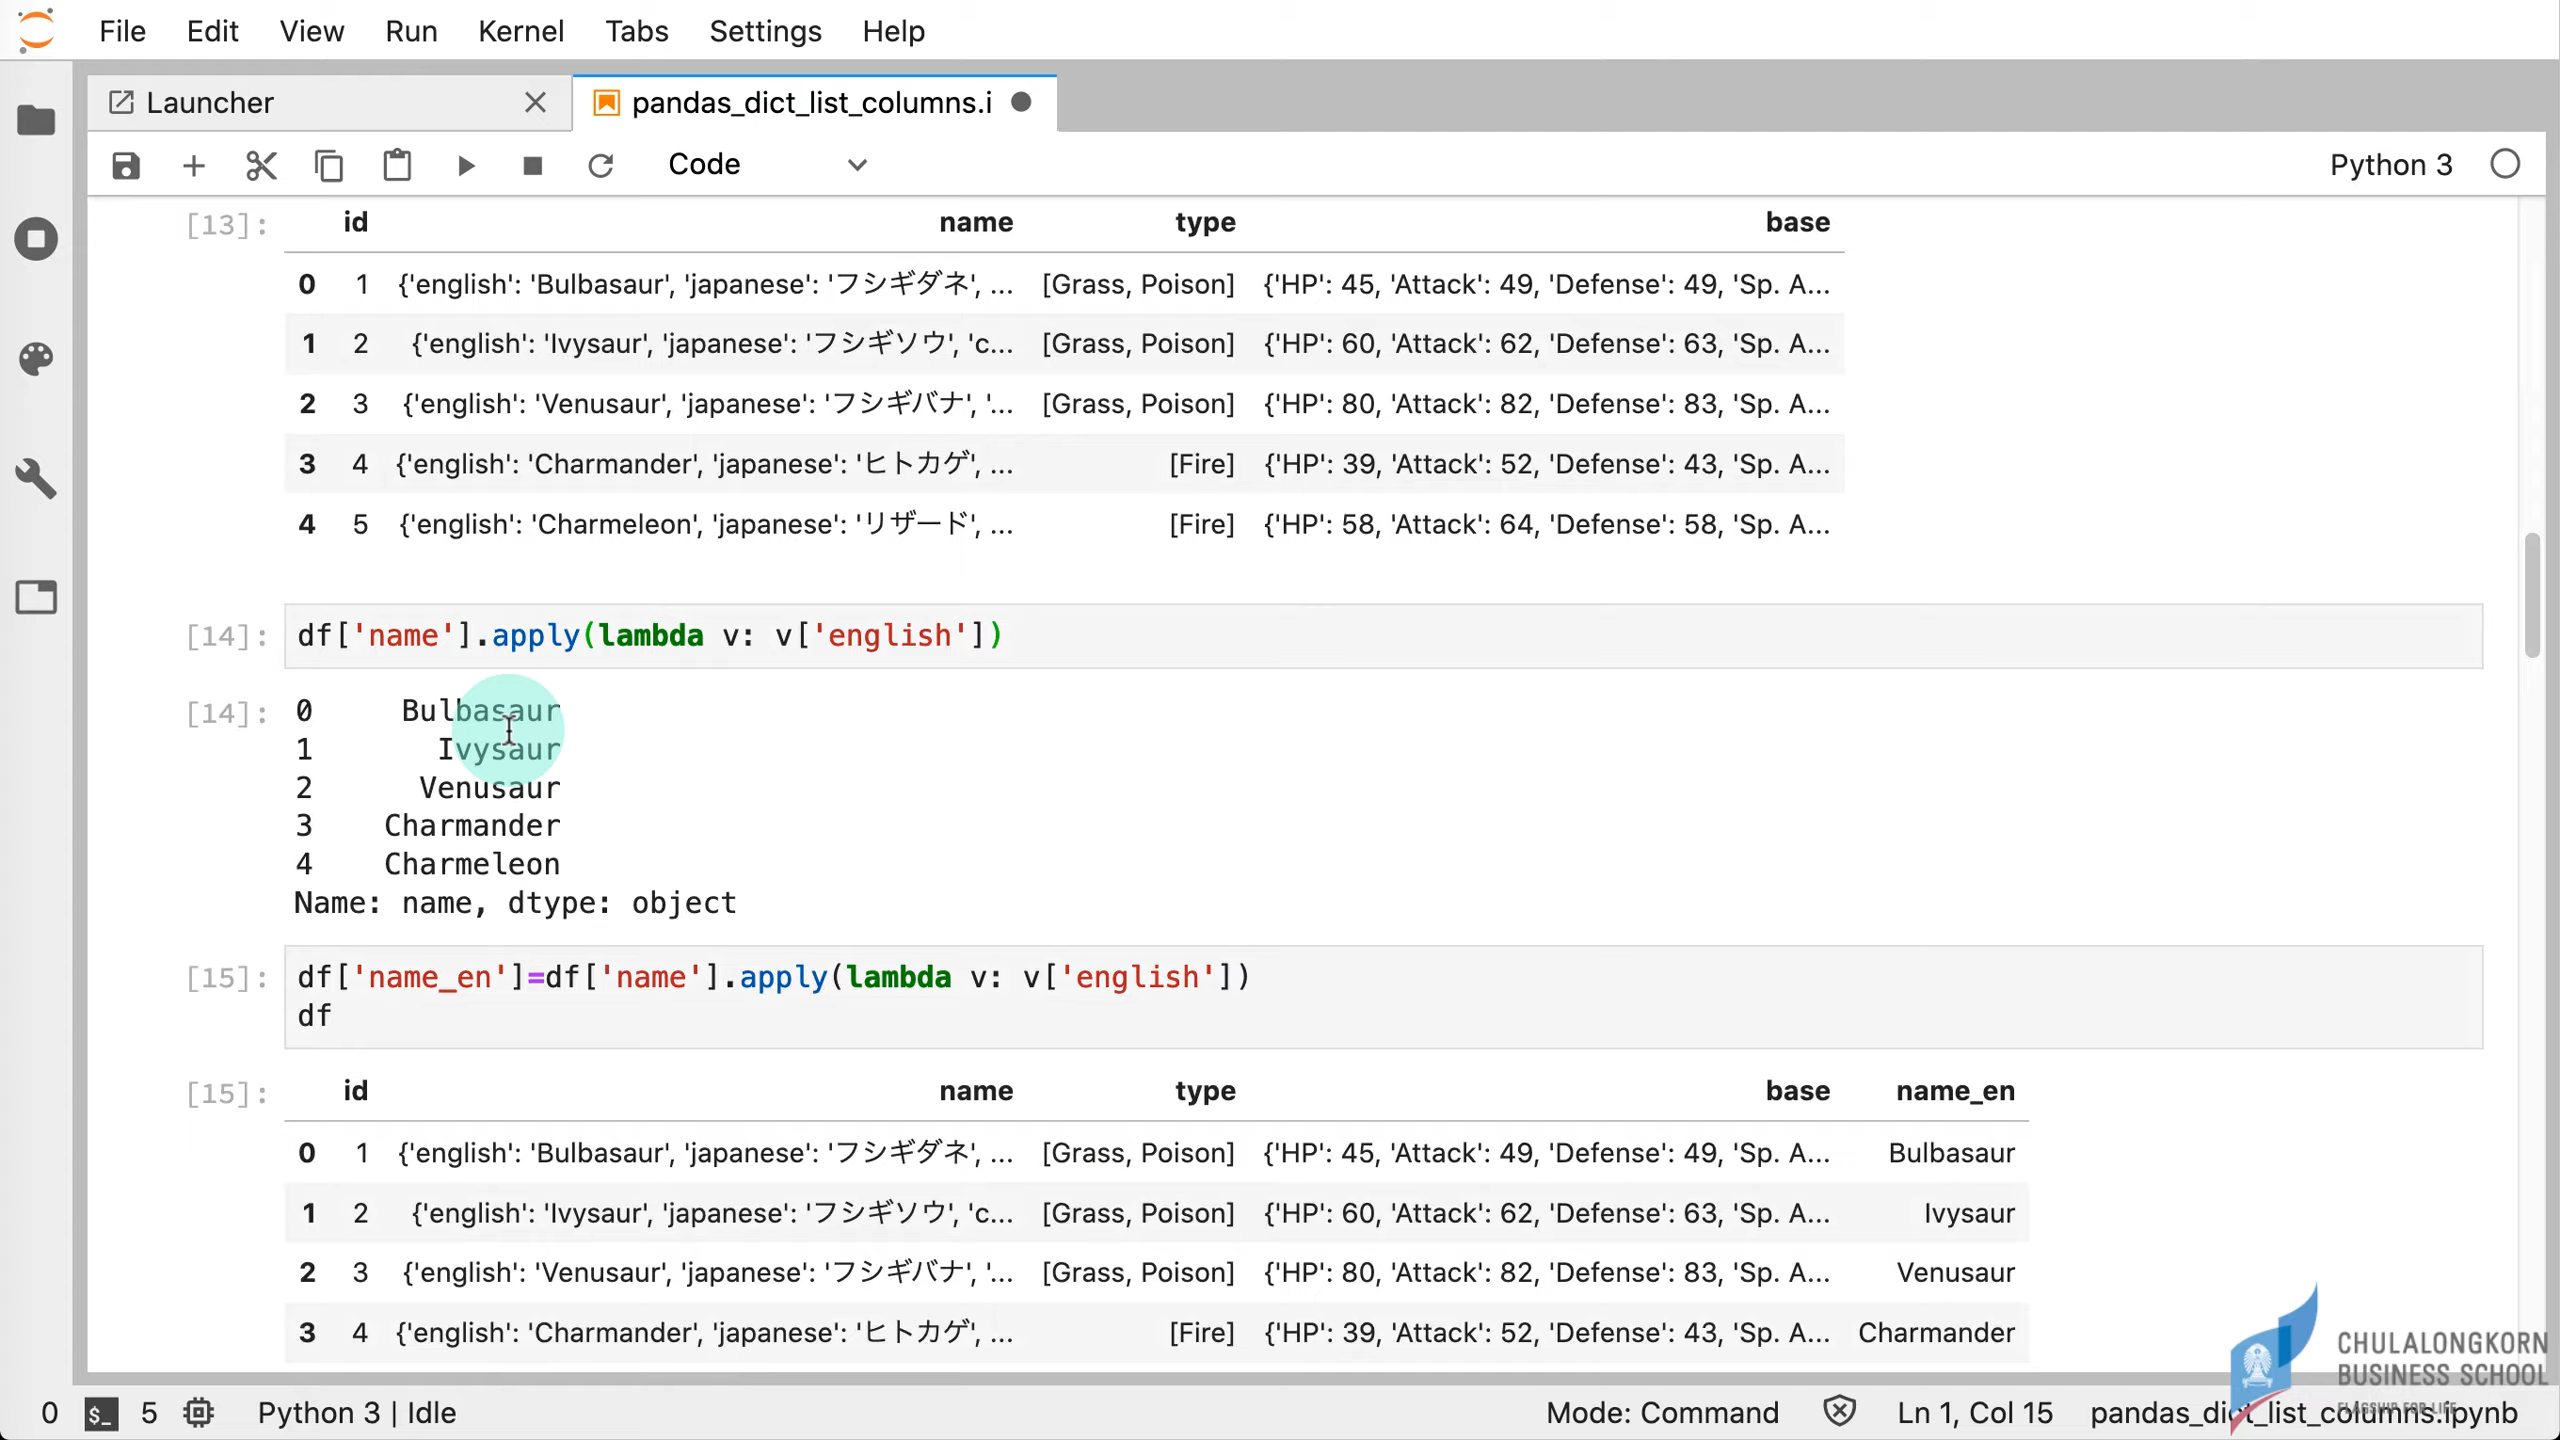 File Edit View Run Kernel Tabs Settings Help
Launcher pandas_dict_list_columns.i
Code Python 3
[13]: id name type base
0 1 {'english': 'Bulbasaur', 'japanese': 'フシギダネ', ... [Grass, Poison] {'HP': 45, 'Attack': 49, 'Defense': 49, 'Sp. A...
1 2 {'english': 'Ivysaur', 'japanese': 'フシギソウ', 'c... [Grass, Poison] {'HP': 60, 'Attack': 62, 'Defense': 63, 'Sp. A...
2 3 {'english': 'Venusaur', 'japanese': 'フシギバナ', '... [Grass, Poison] {'HP': 80, 'Attack': 82, 'Defense': 83, 'Sp. A...
3 4 {'english': 'Charmander', 'japanese': 'ヒトカゲ', ... [Fire] {'HP': 39, 'Attack': 52, 'Defense': 43, 'Sp. A...
4 5 {'english': 'Charmeleon', 'japanese': 'リザード', ... [Fire] {'HP': 58, 'Attack': 64, 'Defense': 58, 'Sp. A...
[14]: df['name'].apply(lambda v: v['english'])
[14]: 0 Bulbasaur
1 Ivysaur
2 Venusaur
3 Charmander
4 Charmeleon
Name: name, dtype: object
[15]: df['name_en']=df['name'].apply(lambda v: v['english'])
df
[15]: id name type base name_en
0 1 {'english': 'Bulbasaur', 'japanese': 'フシギダネ', ... [Grass, Poison] {'HP': 45, 'Attack': 49, 'Defense': 49, 'Sp. A... Bulbasaur
1 2 {'english': 'Ivysaur', 'japanese': 'フシギソウ', 'c... [Grass, Poison] {'HP': 60, 'Attack': 62, 'Defense': 63, 'Sp. A... Ivysaur
2 3 {'english': 'Venusaur', 'japanese': 'フシギバナ', '... [Grass, Poison] {'HP': 80, 'Attack': 82, 'Defense': 83, 'Sp. A... Venusaur
3 4 {'english': 'Charmander', 'japanese': 'ヒトカゲ', ... [Fire] {'HP': 39, 'Attack': 52, 'Defense': 43, 'Sp. A... Charmander
CHULALONGKORN
BUSINESS SCHOOL
FLAGSHIP FOR LIFE
0 $_ 5 Python 3 | Idle Mode: Command Ln 1, Col 15 pandas_dict_list_columns.ipynb